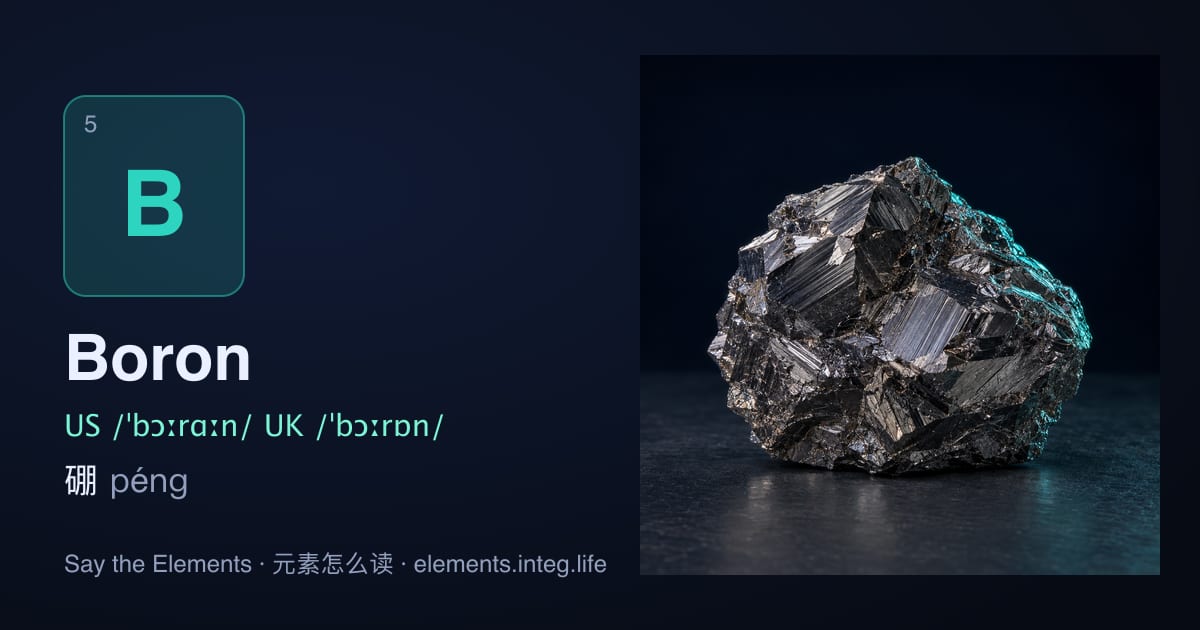 5
B
Boron
US /ˈbɔːrɑːn/ UK /ˈbɔːrɒn/
硼 péng
Say the Elements · 元素怎么读 · elements.integ.life